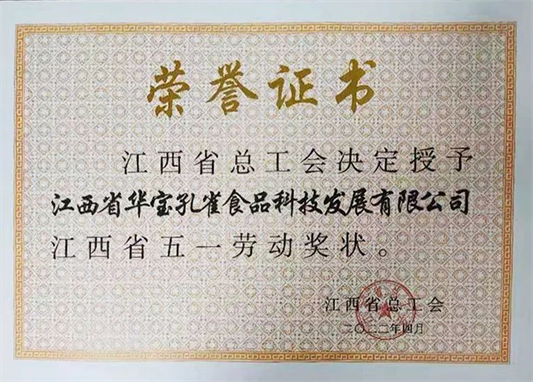 荣誉证书
江西省总工会决定授予
江西省华宝孔雀食品科技发展有限公司
江西省五一劳动奖状。
江西省总工会
二〇二二年四月